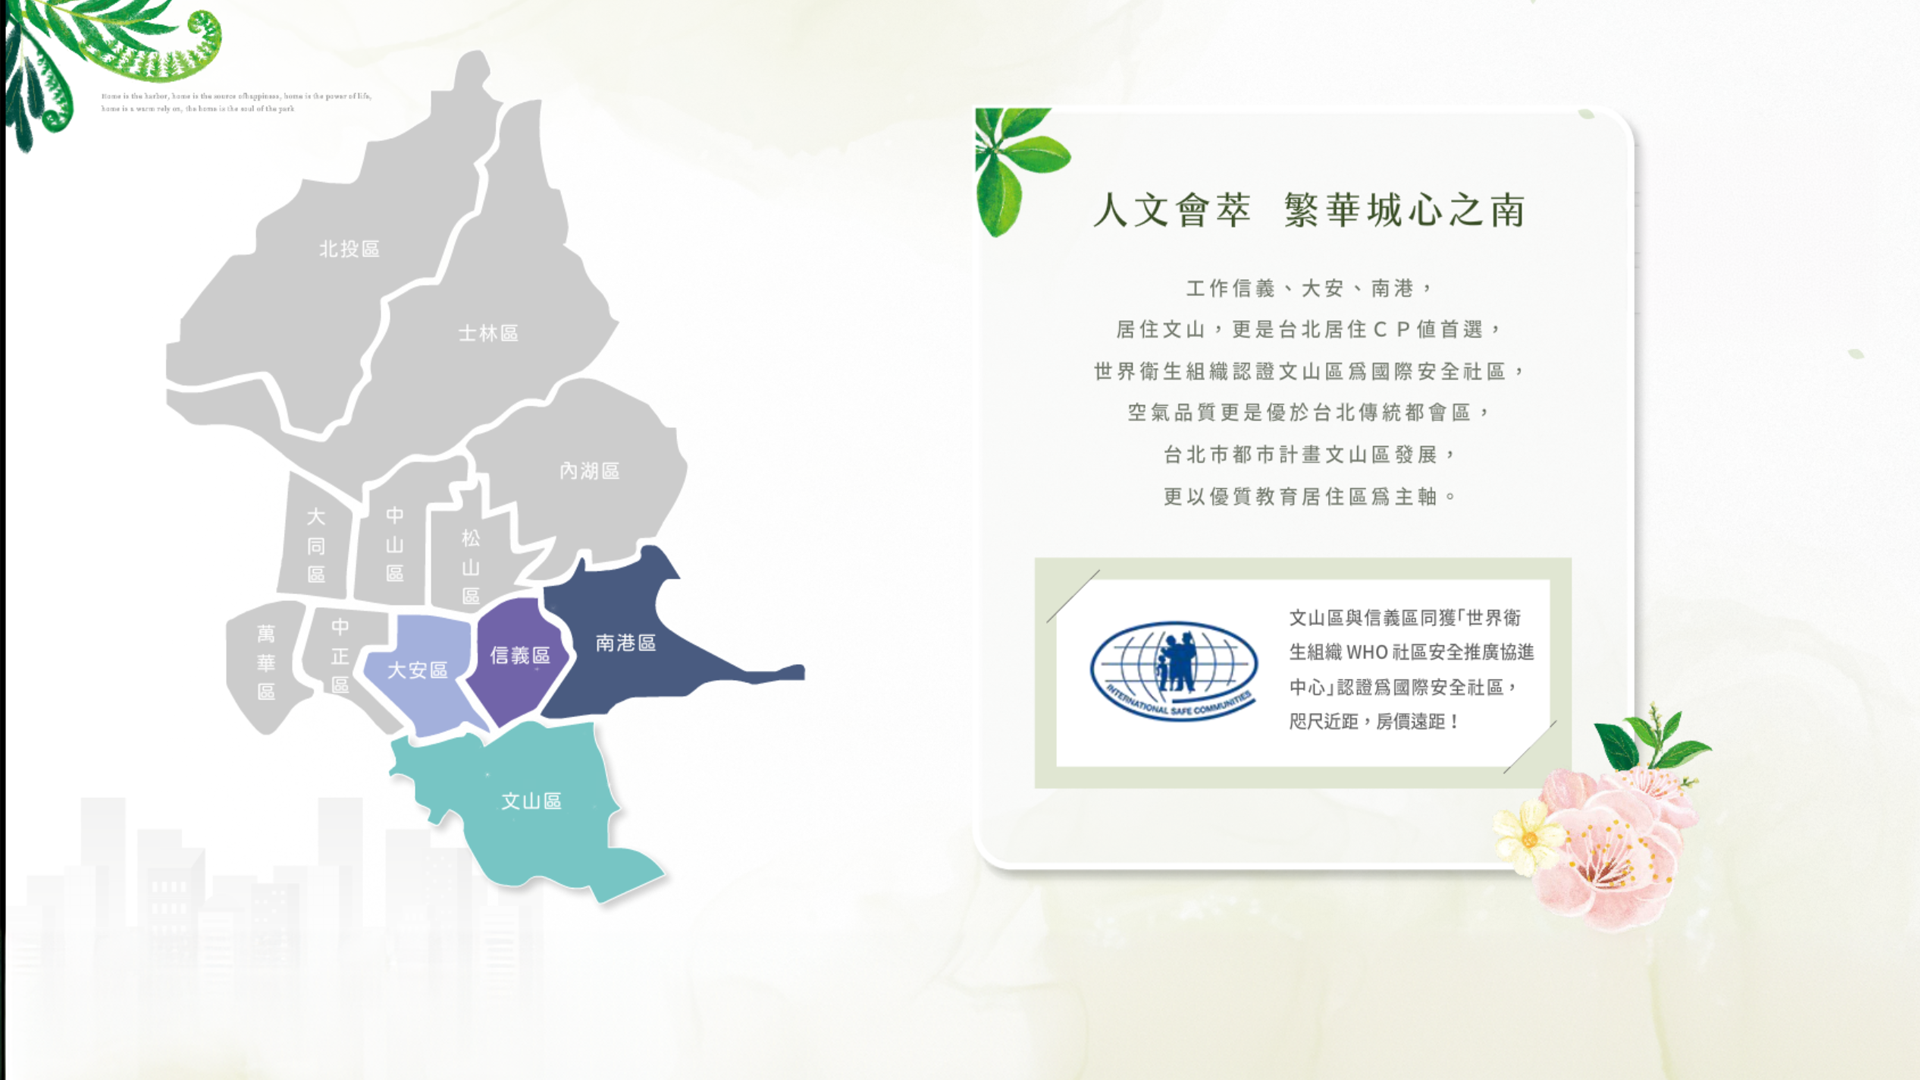 Home is the harbor, home is the source ofhappiness, home is the power of life,
home is a warm rely on, the home is the soul of the park
北投區
士林區
內湖區
大同區
中山區
松山區
萬華區
中正區
大安區
信義區
南港區
文山區
人文會萃 繁華城心之南
工作信義、大安、南港，
居住文山，更是台北居住CP值首選，
世界衛生組織認證文山區爲國際安全社區，
空氣品質更是優於台北傳統都會區，
台北市都市計畫文山區發展，
更以優質教育居住區爲主軸。
INTERNATIONAL SAFE COMMUNITIES
文山區與信義區同獲「世界衛
生組織 WHO 社區安全推廣協進
中心」認證爲國際安全社區，
咫尺近距，房價遠距！